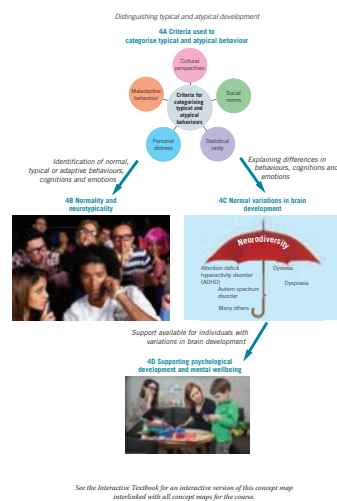 Distinguishing typical and atypical development
4A Criteria used to
categorise typical and atypical behaviour
Cultural
perspectives
Maladaptive
behaviour
Social
norms
Criteria for
categorising
typical and
atypical
behaviours
Personal
distress
Statistical
rarity
Identification of normal,
typical or adaptive behaviours,
cognitions and emotions
Explaining differences in
behaviours, cognitions and
emotions
4B Normality and
neurotypicality
4C Normal variations in brain
development
Neurodiversity
Attention deficit
hyperactivity disorder
(ADHD)
Dyslexia
Autism spectrum
disorder
Dyspraxia
Many others
Support available for individuals with
variations in brain development
4D Supporting psychological
development and mental wellbeing
See the Interactive Textbook for an interactive version of this concept map
interlinked with all concept maps for the course.